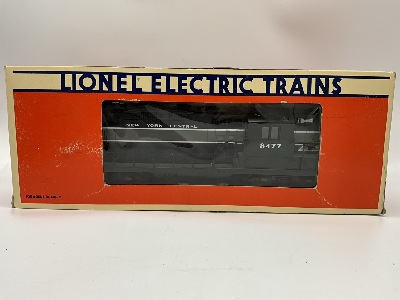 LIONEL ELECTRIC TRAINS
NEW YORK CENTRAL
8477